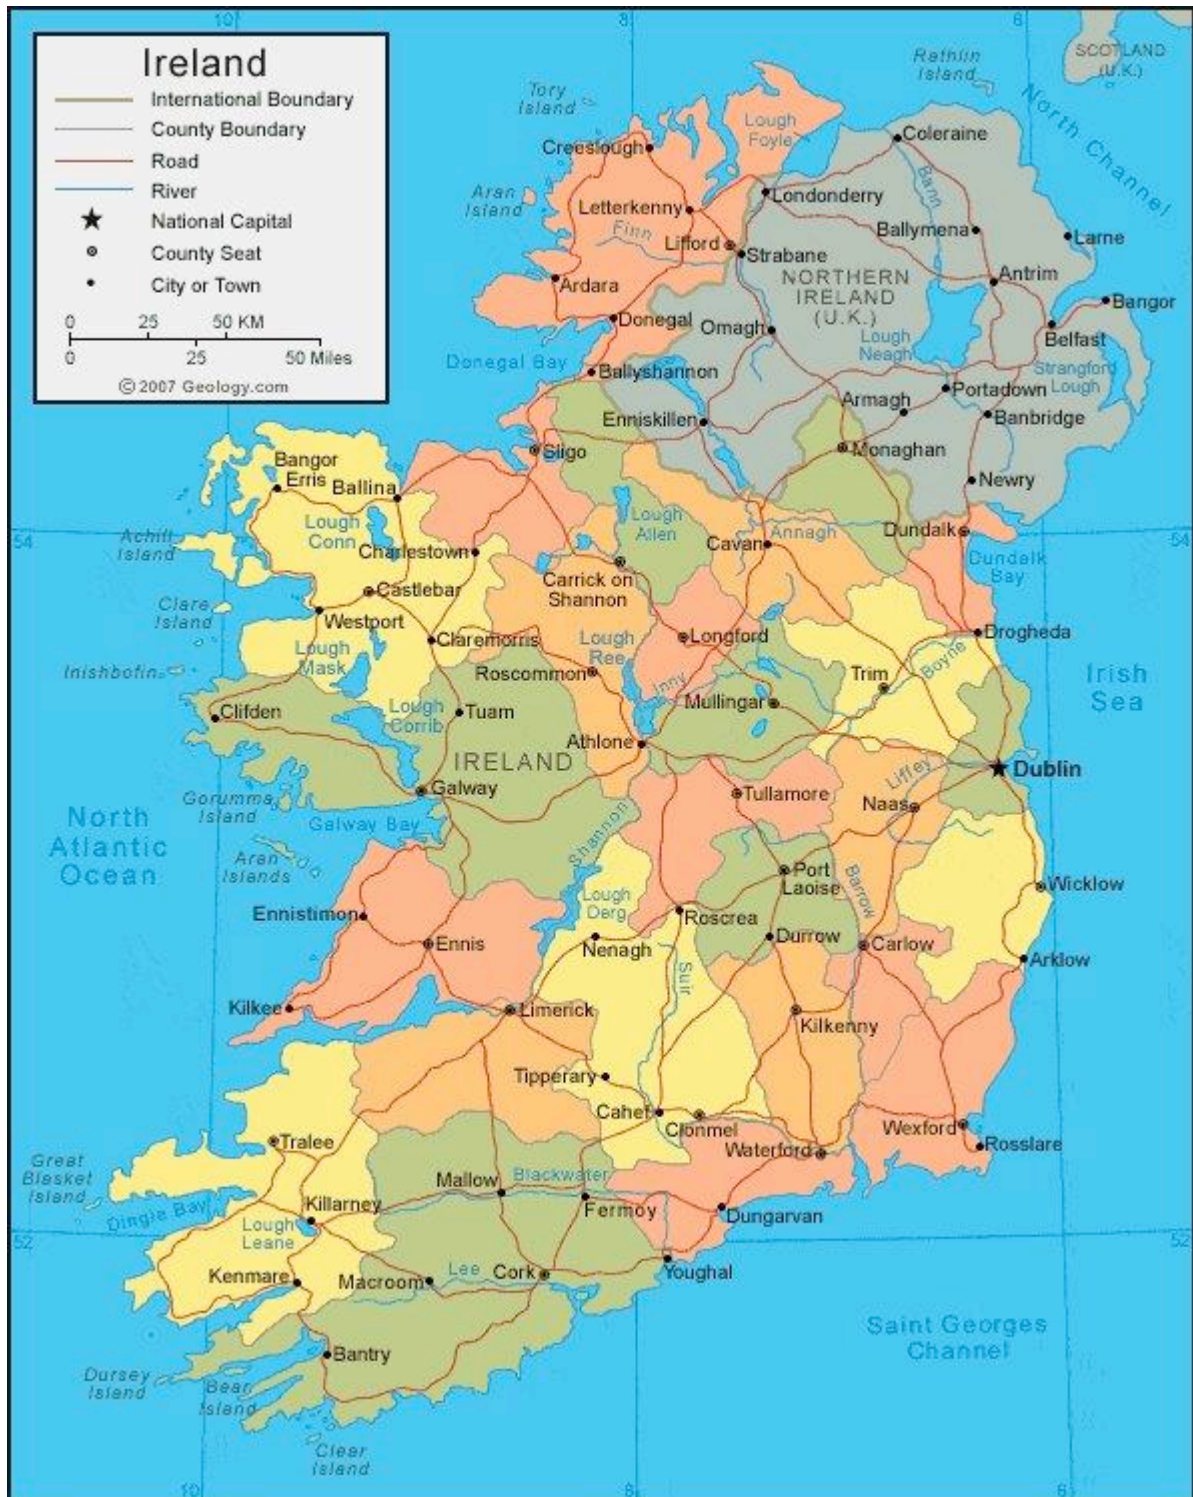 10
8
6
Ireland
International Boundary
County Boundary
Road
River
National Capital
County Seat
City or Town
0 25 50 KM
0 25 50 Miles
© 2007 Geology.com
SCOTLAND
(U.K.)
Rathlin
Island
North Channel
Tory
Island
Lough
Foyle
Coleraine
Creeslough
Aran
Island
Londonderry
Bann
Letterkenny
Finn
Lifford
Strabane
Ballymena
Larne
NORTHERN
IRELAND
(U.K.)
Antrim
Ardara
Bangor
Donegal
Omagh
Lough
Neagh
Belfast
Donegal Bay
Ballyshannon
Strangford
Lough
Portadown
Armagh
Enniskillen
Banbridge
Sligo
Monaghan
Bangor
Erris
Ballina
Newry
Lough
Conn
Lough
Allen
Annagh
Dundalk
54
54
Achill
Island
Charlestown
Cavan
Dundalk
Bay
Carrick on
Shannon
Castlebar
Clare
Island
Westport
Claremorris
Lough
Ree
Longford
Drogheda
Lough
Mask
Inishbofin
Roscommon
Inny
Trim
Boyne
Irish
Sea
Mullingar
Clifden
Lough
Corrib
Tuam
Athlone
IRELAND
Dublin
Liffey
Galway
Tullamore
Naas
Gorumma
Island
Galway Bay
North
Atlantic
Ocean
Shannon
Aran
Islands
Port
Laoise
Barrow
Wicklow
Lough
Derg
Ennistimon
Roscrea
Ennis
Nenagh
Durrow
Carlow
Arklow
Suir
Kilkee
Limerick
Kilkenny
Tipperary
Caher
Clonmel
Wexford
Rosslare
Tralee
Waterford
Great
Blasket
Island
Mallow
Blackwater
Dingle Bay
Killarney
Fermoy
Dungarvan
Lough
Leane
52
52
Kenmare
Macroom
Lee
Cork
Youghal
Saint Georges
Channel
Bantry
Dursey
Island
Bear
Island
Clear
Island
10
8
6